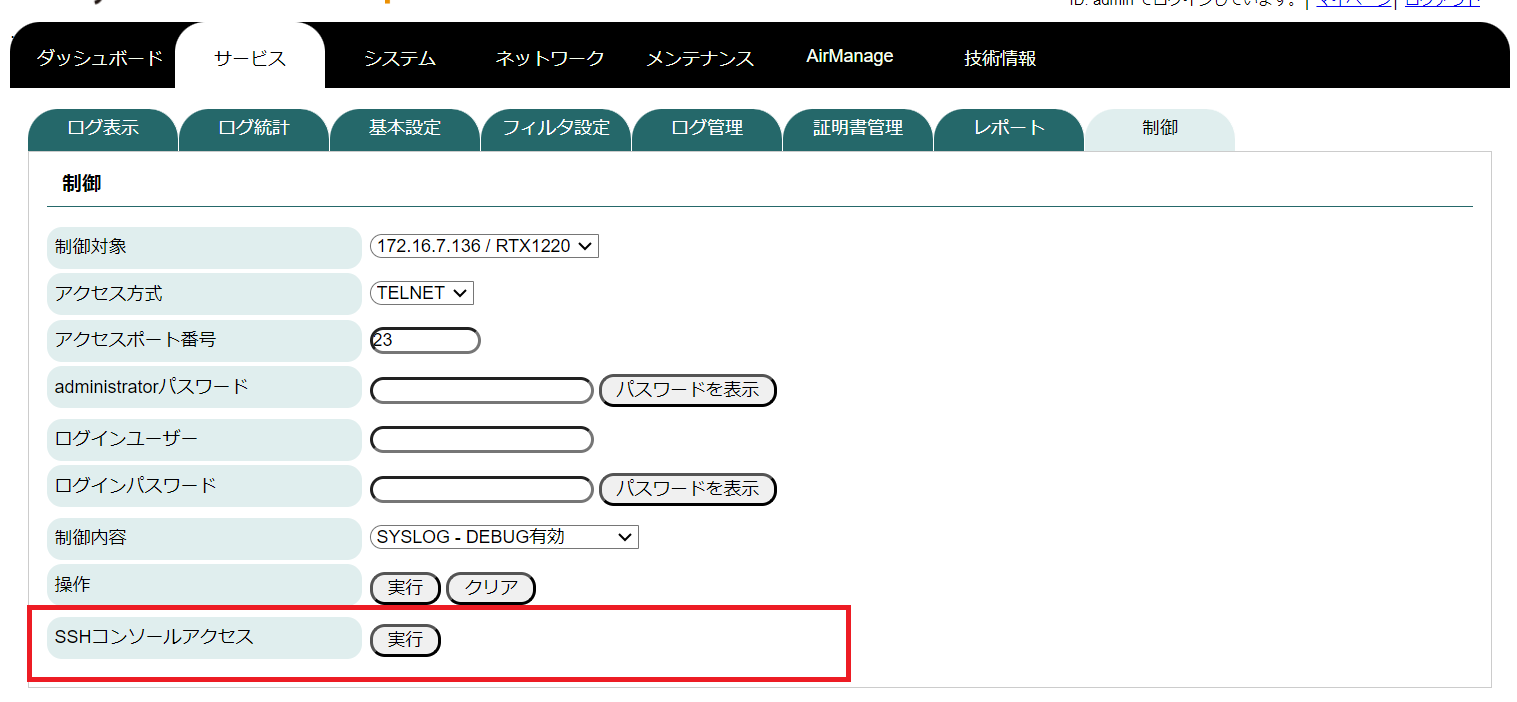 ID: admin でログインしています。 | マイページ | ログアウト
ダッシュボード サービス システム ネットワーク メンテナンス AirManage 技術情報
ログ表示 ログ統計 基本設定 フィルタ設定 ログ管理 証明書管理 レポート 制御
制御
制御対象 172.16.7.136 / RTX1220
アクセス方式 TELNET
アクセスポート番号 23
administratorパスワード パスワードを表示
ログインユーザー
ログインパスワード パスワードを表示
制御内容 SYSLOG - DEBUG有効
操作 実行 クリア
SSHコンソールアクセス 実行